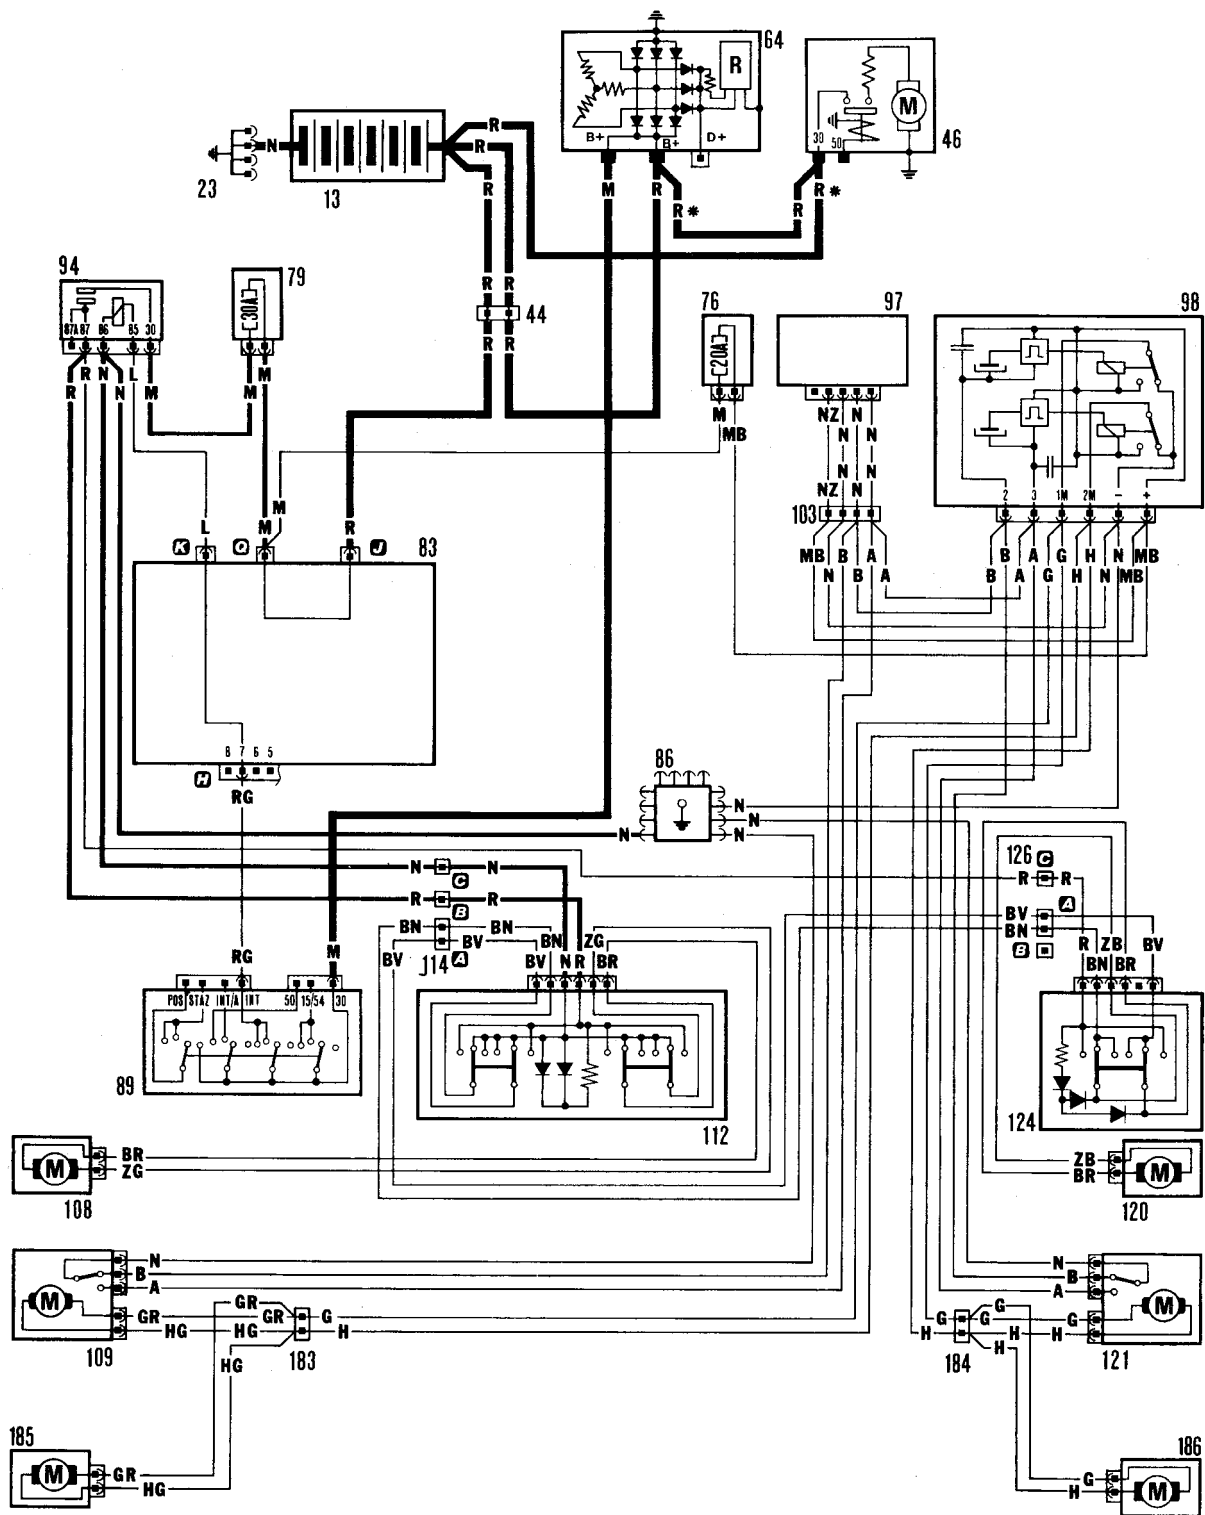 64
R
B+
B+
D+
M
30
50
46
23
N
13
R
R
R
R
M
R
R*
R
R*
94
87A 87 86 85 30
79
30A
R
R
44
R
R
76
20A
97
98
2 3 1M 2M - +
R
R
N
N
L
M
M
M
M
MB
NZ
N
N
N
N
N
NZ
N
103
MB
N
B
B
A
A
B
B
A
A
G
G
H
H
N
N
MB
MB
L
M
M
R
K
Q
J
83
8 7 6 5
H
RG
86
N
N
N
N
N
C
N
R
B
R
BN
BN
BV
BV
J14
A
126
C
R
R
A
BV
BN
B
RG
M
BV
BN
N
R
ZG
BR
R
BN
ZB
BR
BV
POS STAZ INT/A INT 50 15/54 30
89
112
124
108
M
BR
ZG
120
M
ZB
BR
109
M
N
B
A
GR
HG
GR
GR
HG
HG
183
G
H
121
M
N
B
A
G
H
G
G
G
H
H
H
184
185
M
GR
HG
186
M
G
H